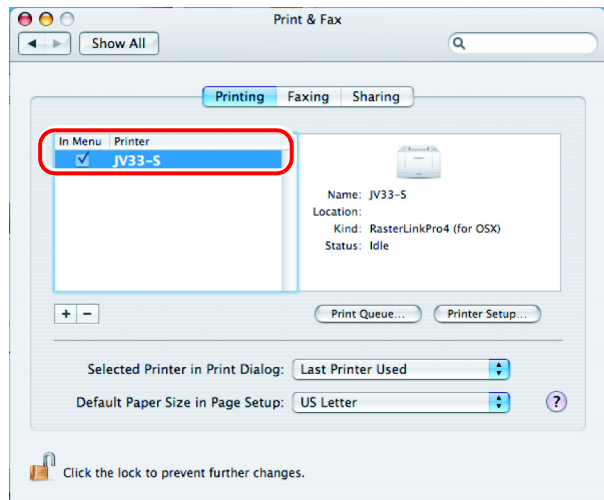 Print & Fax
Show All
Printing Faxing Sharing
In Menu Printer
JV33-S
Name: JV33-S
Location:
Kind: RasterLinkPro4 (for OSX)
Status: Idle
+ -
Print Queue... Printer Setup...
Selected Printer in Print Dialog: Last Printer Used
Default Paper Size in Page Setup: US Letter
?
Click the lock to prevent further changes.